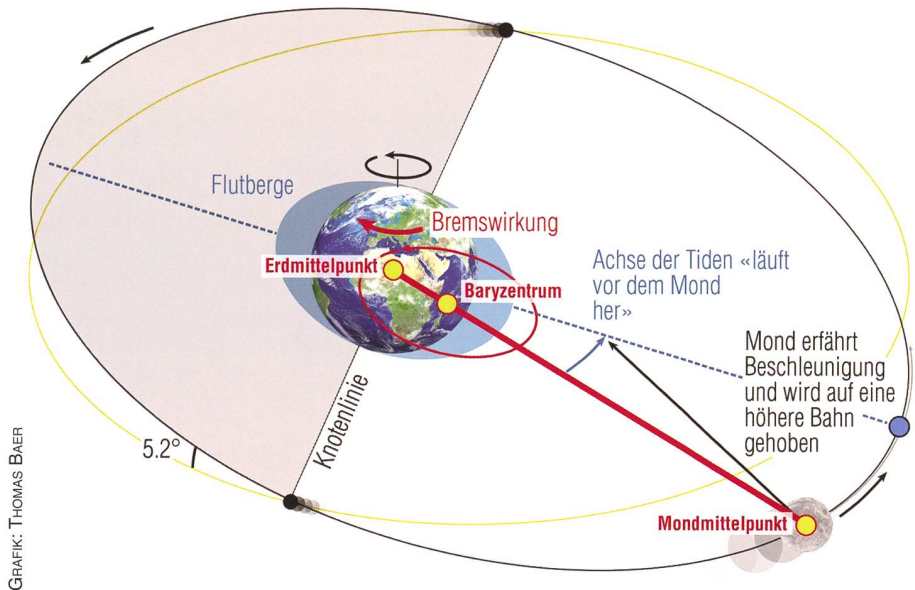 Flutberge
Bremswirkung
Erdmittelpunkt
Baryzentrum
Achse der Tiden «läuft
vor dem Mond
her»
Mond erfährt
Beschleunigung
und wird auf eine
höhere Bahn
gehoben
Knotenlinie
5.2°
Mondmittelpunkt
GRAFIK: THOMAS BAER